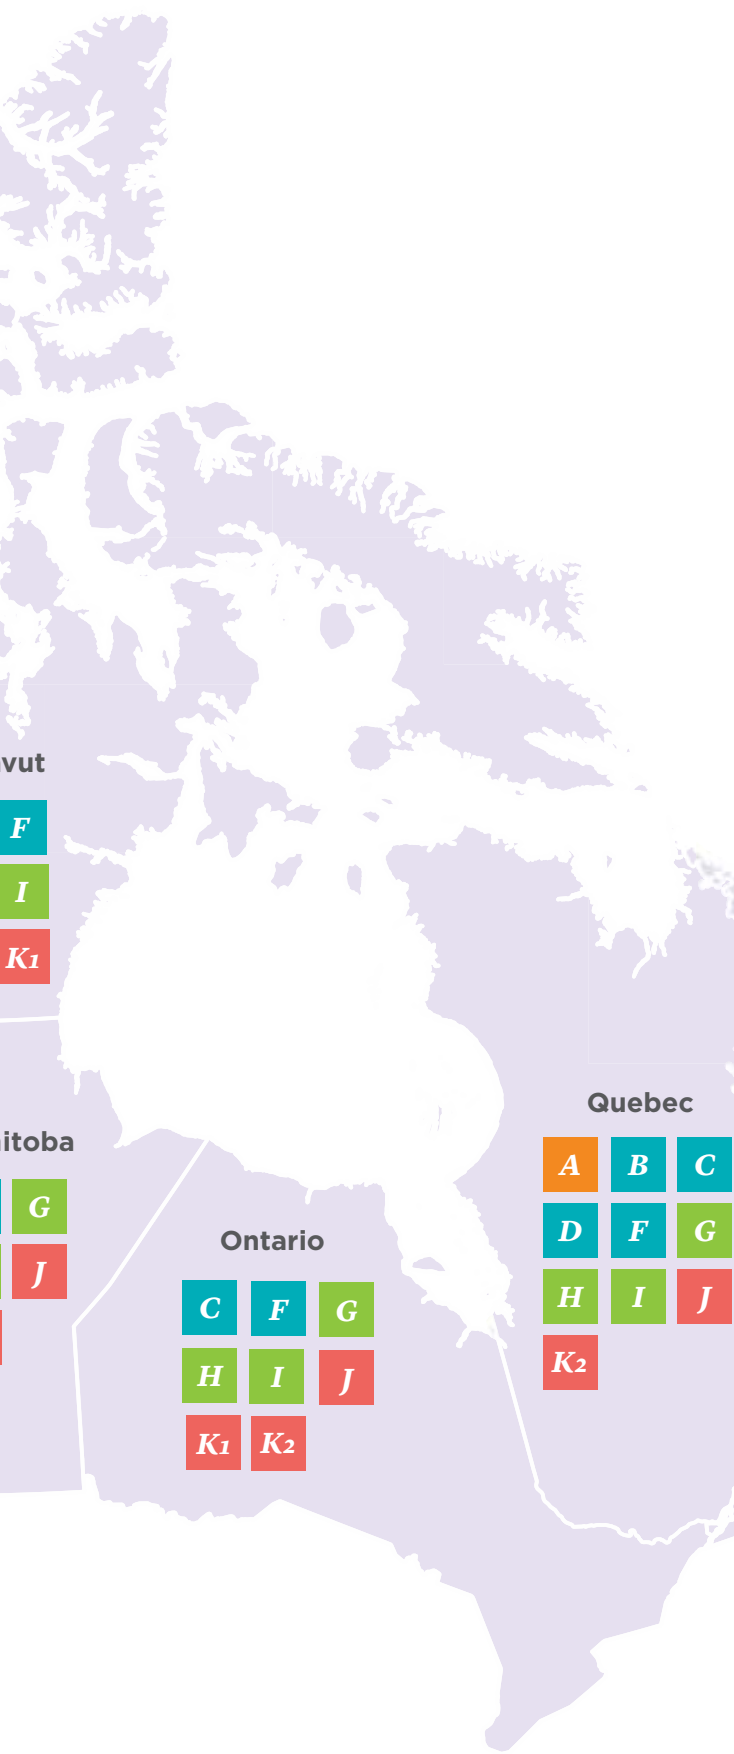 vut
F
I
K1
itoba
G
J
Ontario
C F G
H I J
K1 K2
Quebec
A B C
D F G
H I J
K2